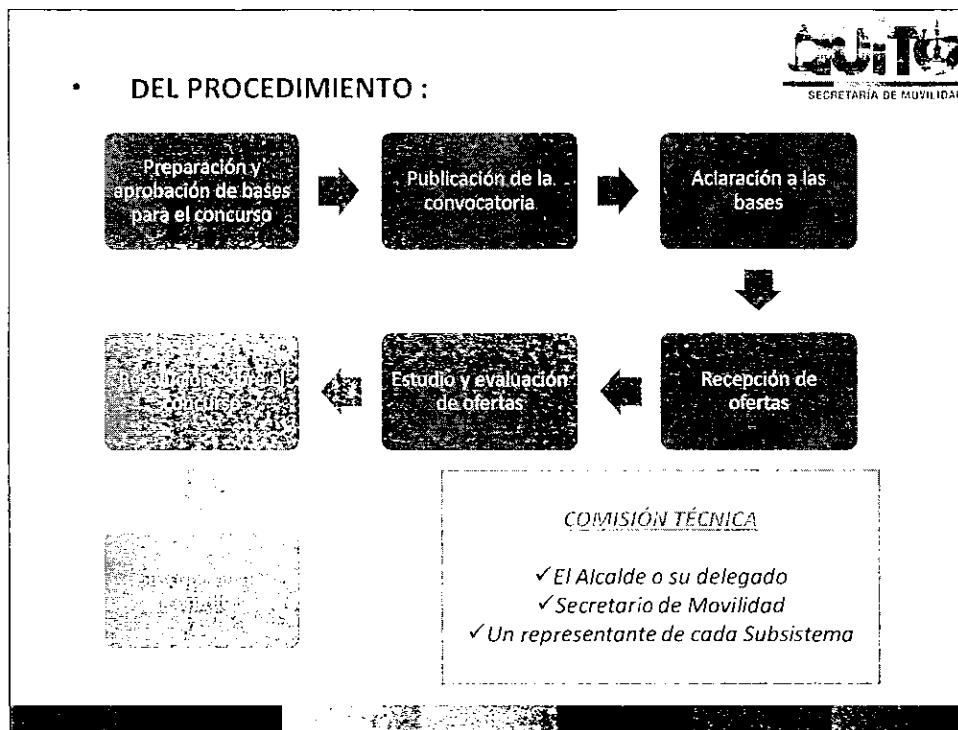 QUITO
SECRETARÍA DE MOVILIDAD
• DEL PROCEDIMIENTO :
Preparación y
aprobación de bases
para el concurso
Publicación de la
convocatoria
Aclaración a las
bases
Resolución sobre el
concurso
Estudio y evaluación
de ofertas
Recepción de
ofertas
COMISIÓN TÉCNICA
✓El Alcalde o su delegado
✓Secretario de Movilidad
✓Un representante de cada Subsistema